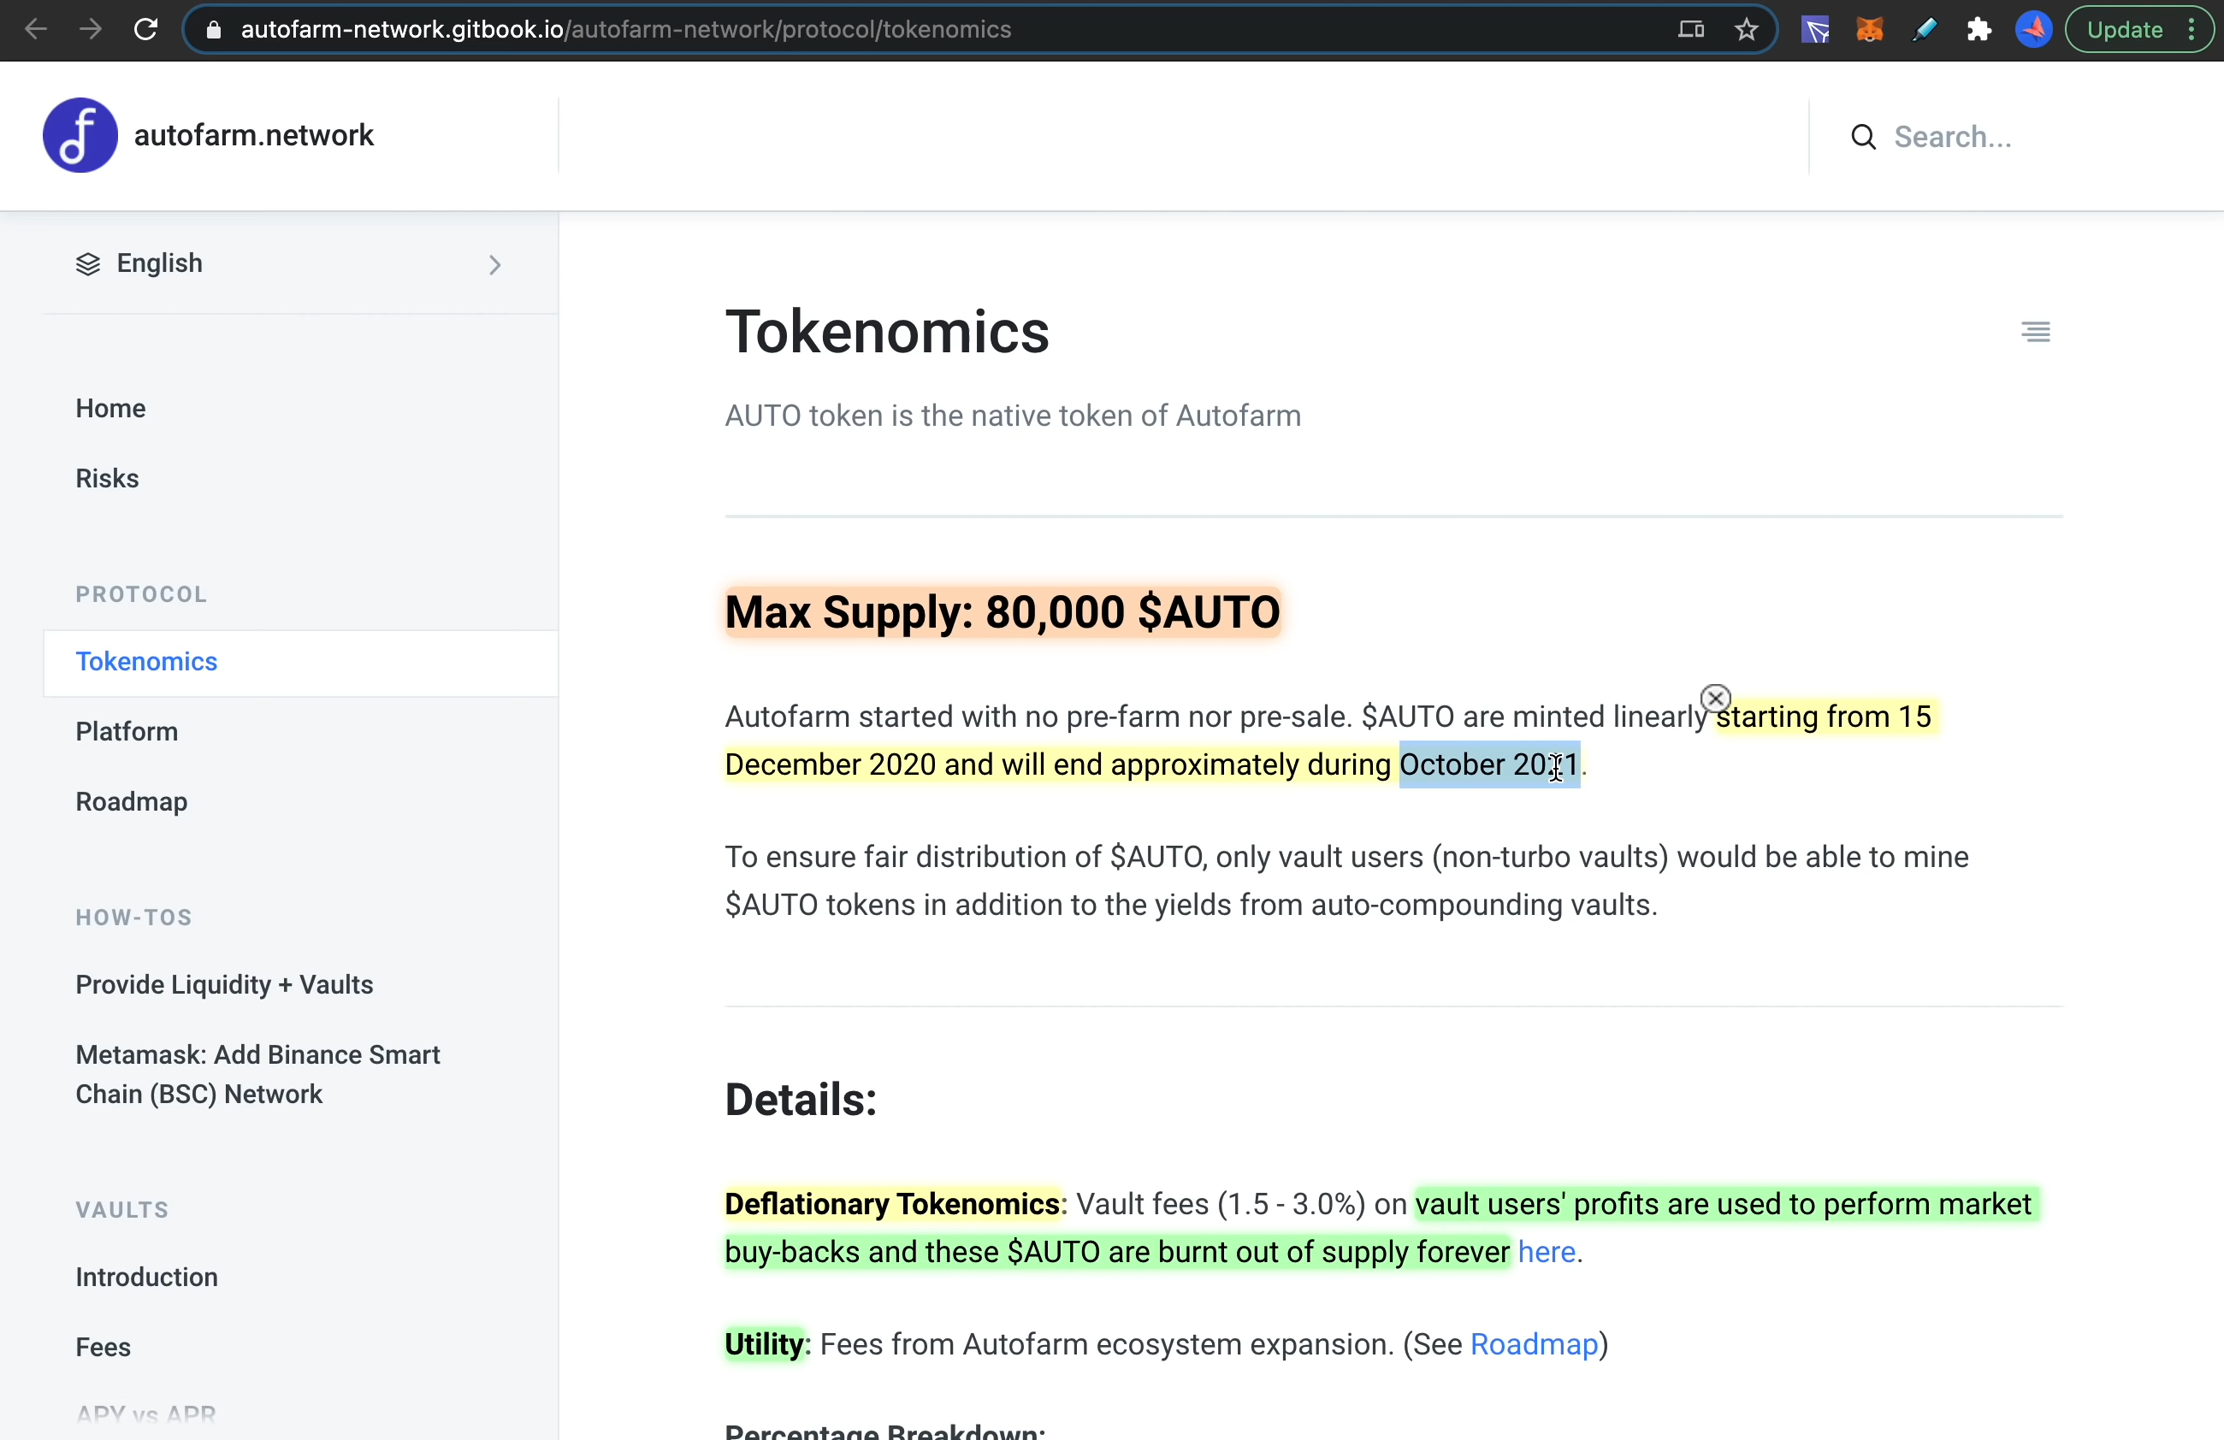 autofarm-network.gitbook.io/autofarm-network/protocol/tokenomics
Update
autofarm.network
Search...
English
Home
Risks
PROTOCOL
Tokenomics
Platform
Roadmap
HOW-TOS
Provide Liquidity + Vaults
Metamask: Add Binance Smart
Chain (BSC) Network
VAULTS
Introduction
Fees
APY vs APR
Tokenomics
AUTO token is the native token of Autofarm
Max Supply: 80,000 $AUTO
Autofarm started with no pre-farm nor pre-sale. $AUTO are minted linearly starting from 15
December 2020 and will end approximately during October 2021.
To ensure fair distribution of $AUTO, only vault users (non-turbo vaults) would be able to mine
$AUTO tokens in addition to the yields from auto-compounding vaults.
Details:
Deflationary Tokenomics: Vault fees (1.5 - 3.0%) on vault users' profits are used to perform market
buy-backs and these $AUTO are burnt out of supply forever here.
Utility: Fees from Autofarm ecosystem expansion. (See Roadmap)
Percentage Breakdown: